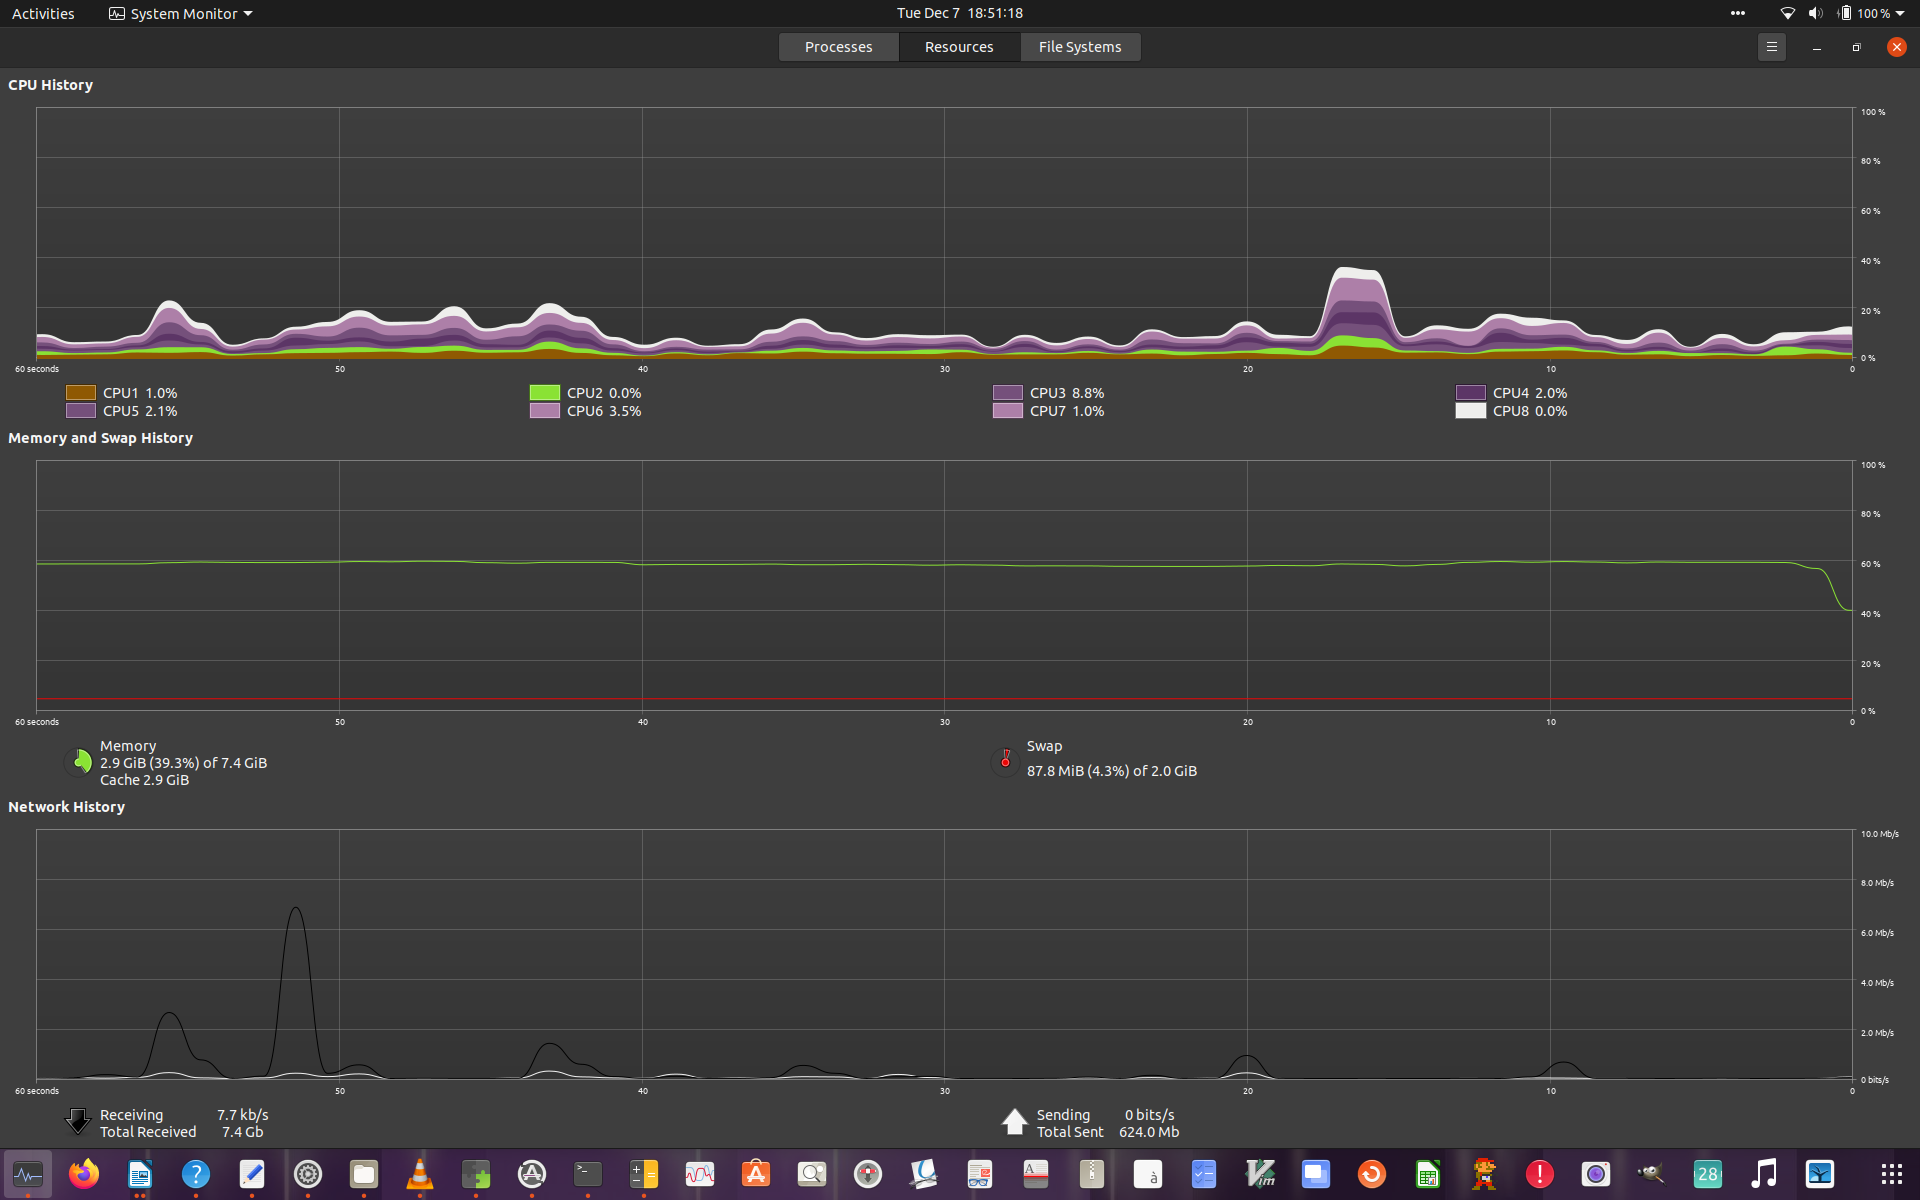 Activities System Monitor Tue Dec 7 18:51:18 100 %
Processes Resources File Systems
CPU History
100 %
80 %
60 %
40 %
20 %
0 %
60 seconds 50 40 30 20 10 0
CPU1 1.0% CPU2 0.0% CPU3 8.8% CPU4 2.0%
CPU5 2.1% CPU6 3.5% CPU7 1.0% CPU8 0.0%
Memory and Swap History
100 %
80 %
60 %
40 %
20 %
0 %
60 seconds 50 40 30 20 10 0
Memory
2.9 GiB (39.3%) of 7.4 GiB
Cache 2.9 GiB
Swap
87.8 MiB (4.3%) of 2.0 GiB
Network History
10.0 Mb/s
8.0 Mb/s
6.0 Mb/s
4.0 Mb/s
2.0 Mb/s
0 bits/s
60 seconds 50 40 30 20 10 0
Receiving 7.7 kb/s
Total Received 7.4 Gb
Sending 0 bits/s
Total Sent 624.0 Mb
? >_ A à Vim ! 28